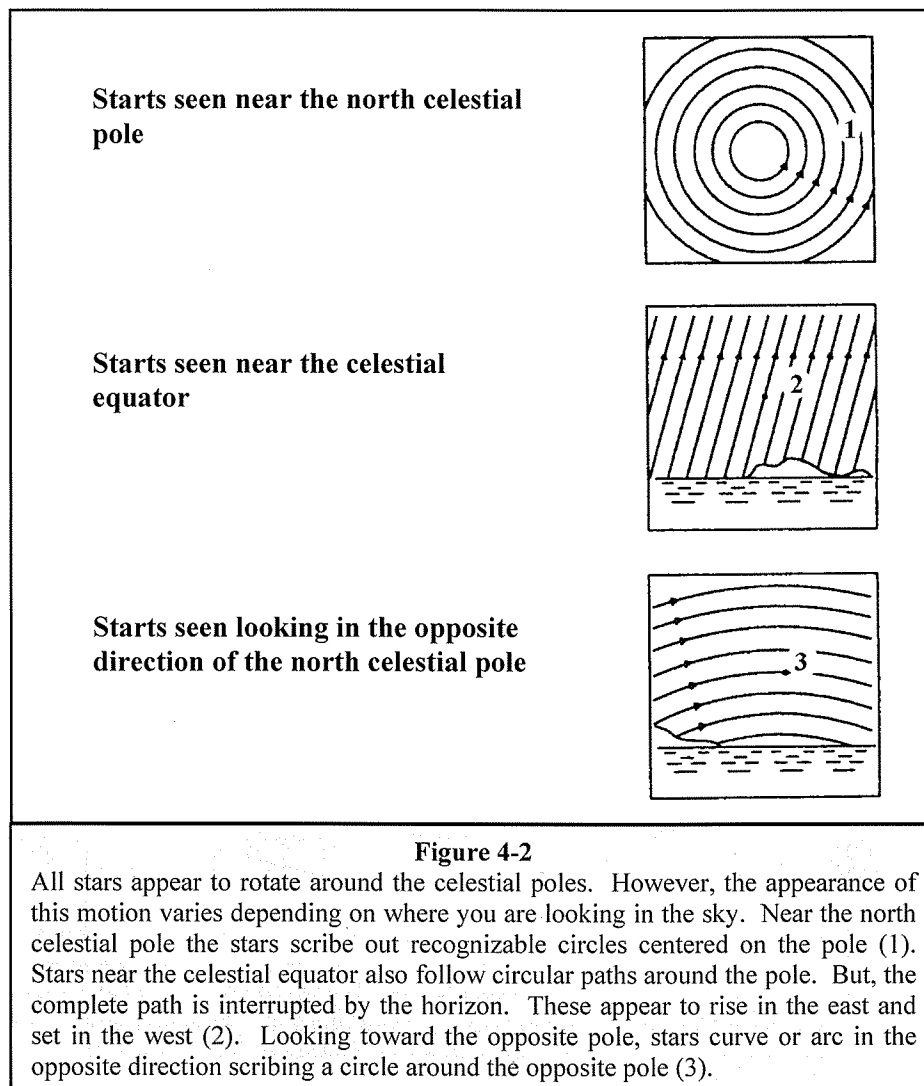 Starts seen near the north celestial
pole
1
Starts seen near the celestial
equator
2
Starts seen looking in the opposite
direction of the north celestial pole
3
Figure 4-2
All stars appear to rotate around the celestial poles. However, the appearance of
this motion varies depending on where you are looking in the sky. Near the north
celestial pole the stars scribe out recognizable circles centered on the pole (1).
Stars near the celestial equator also follow circular paths around the pole. But, the
complete path is interrupted by the horizon. These appear to rise in the east and
set in the west (2). Looking toward the opposite pole, stars curve or arc in the
opposite direction scribing a circle around the opposite pole (3).